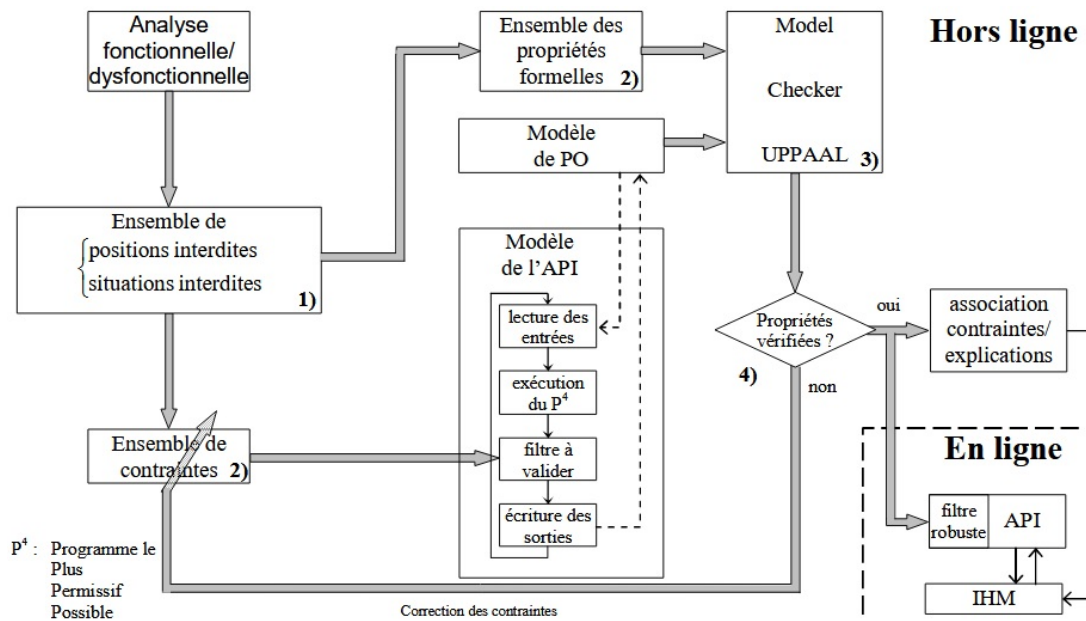 Analyse
fonctionnelle/
dysfonctionnelle
Ensemble des
propriétés
formelles 2)
Model
Checker
UPPAAL 3)
Hors ligne
Modèle
de PO
Ensemble de
positions interdites
situations interdites
1)
Modèle
de l'API
lecture des
entrées
exécution
du P⁴
filtre à
valider
écriture des
sorties
Propriétés
vérifiées ?
4)
oui
non
association
contraintes/
explications
Ensemble de
contraintes 2)
En ligne
filtre
robuste
API
IHM
P⁴ : Programme le
Plus
Permissif
Possible
Correction des contraintes